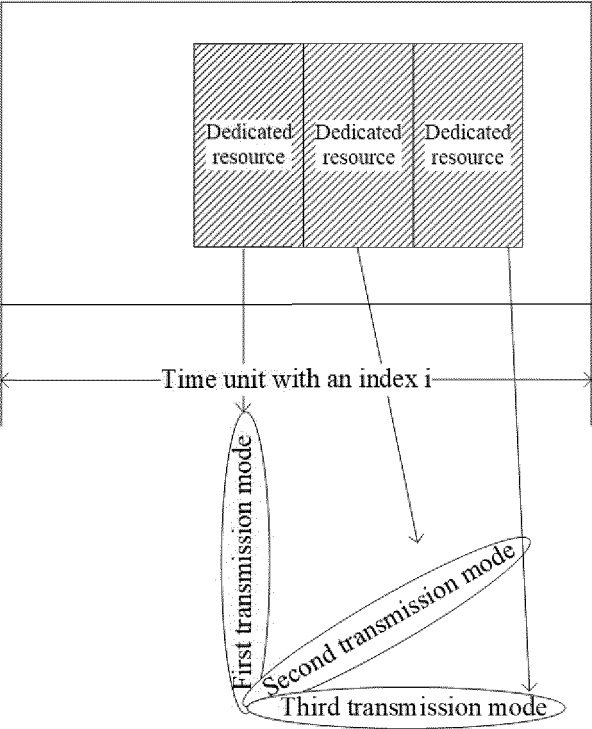 Dedicated
resource
Dedicated
resource
Dedicated
resource
Time unit with an index i
First transmission mode
Second transmission mode
Third transmission mode